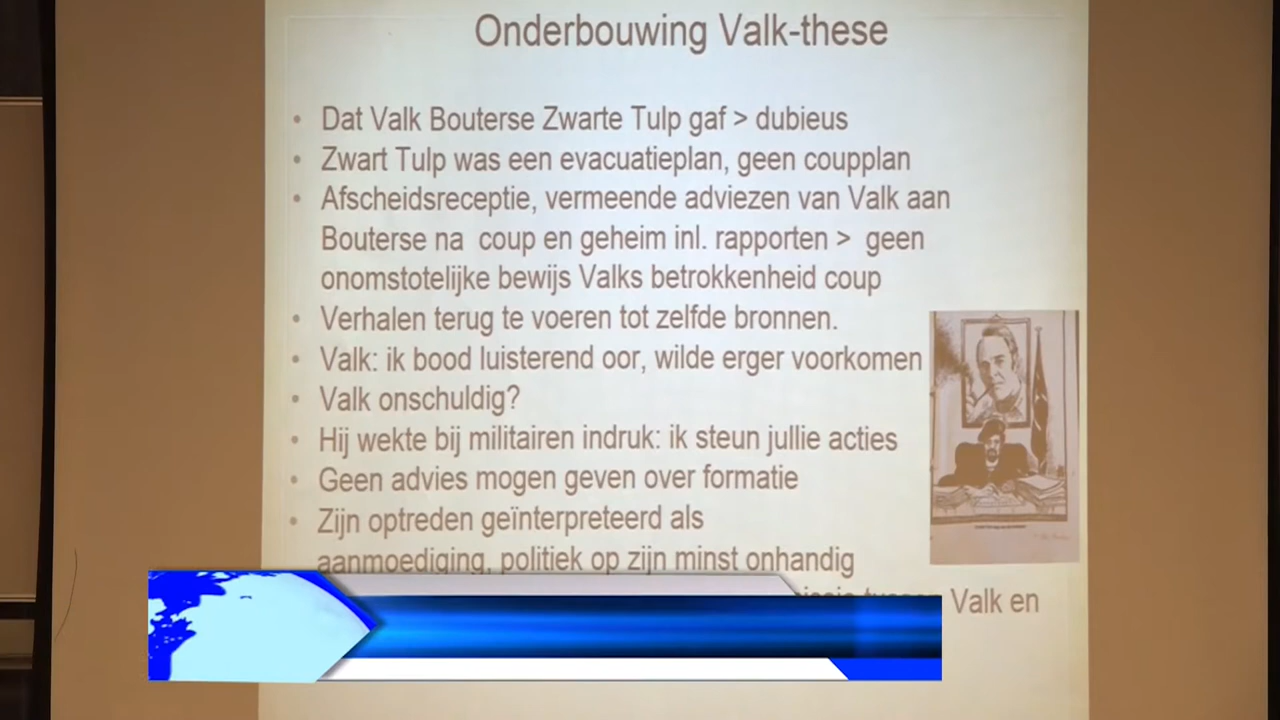 Onderbouwing Valk-these
• Dat Valk Bouterse Zwarte Tulp gaf > dubieus
• Zwart Tulp was een evacuatieplan, geen coupplan
• Afscheidsreceptie, vermeende adviezen van Valk aan
Bouterse na coup en geheim inl. rapporten > geen
onomstotelijke bewijs Valks betrokkenheid coup
• Verhalen terug te voeren tot zelfde bronnen.
• Valk: ik bood luisterend oor, wilde erger voorkomen
• Valk onschuldig?
• Hij wekte bij militairen indruk: ik steun jullie acties
• Geen advies mogen geven over formatie
• Zijn optreden geïnterpreteerd als
aanmoediging, politiek op zijn minst onhandig
Valk en